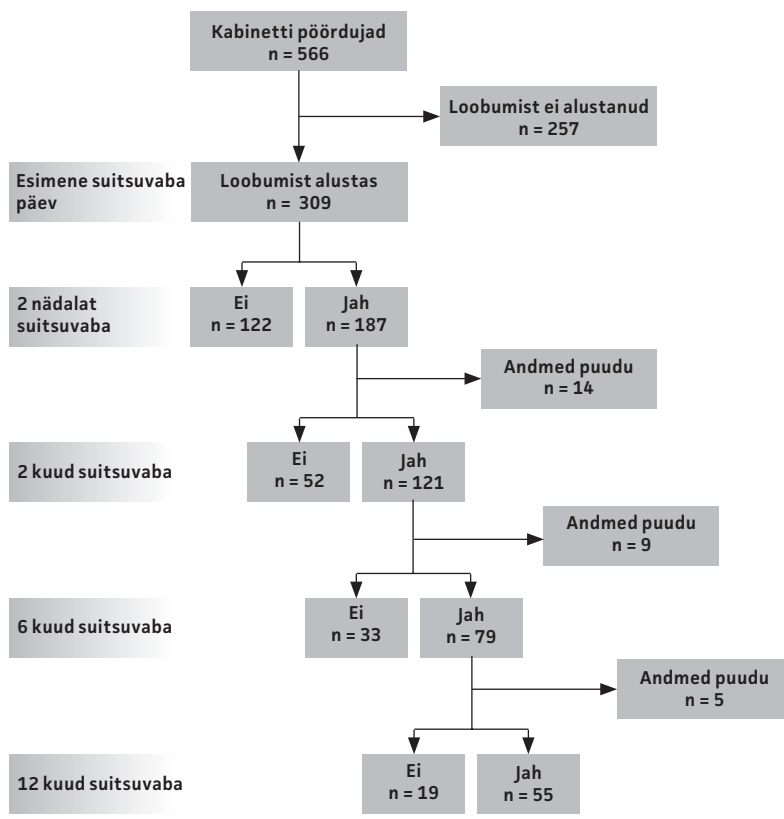 Kabinetti pöördujad
n = 566
Loobumist ei alustanud
n = 257
Esimene suitsuvaba
päev
Loobumist alustas
n = 309
2 nädalat
suitsuvaba
Ei
n = 122
Jah
n = 187
Andmed puudu
n = 14
2 kuud suitsuvaba
Ei
n = 52
Jah
n = 121
Andmed puudu
n = 9
6 kuud suitsuvaba
Ei
n = 33
Jah
n = 79
Andmed puudu
n = 5
12 kuud suitsuvaba
Ei
n = 19
Jah
n = 55